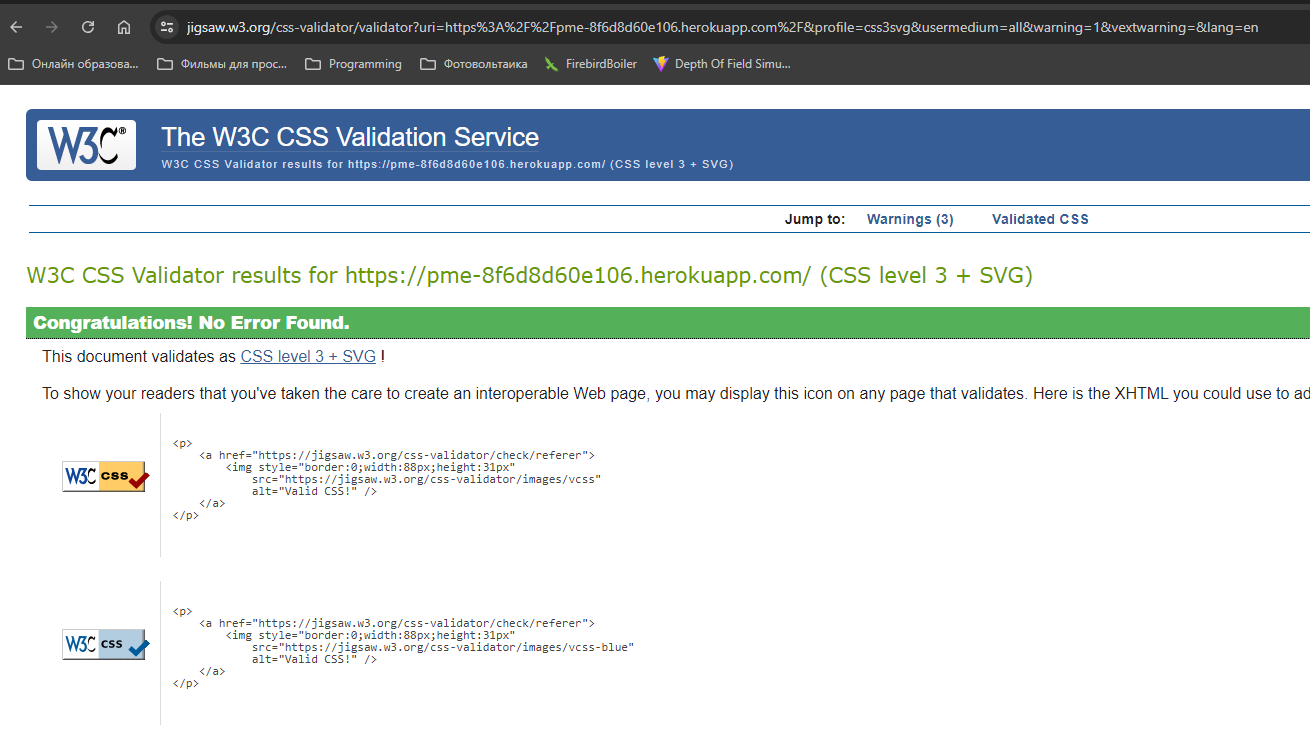 jigsaw.w3.org/css-validator/validator?uri=https%3A%2F%2Fpme-8f6d8d60e106.herokuapp.com%2F&profile=css3svg&usermedium=all&warning=1&vextwarning=&lang=en
Онлайн образова... Фильмы для прос... Programming Фотовольтаика FirebirdBoiler Depth Of Field Simu...
W3C® The W3C CSS Validation Service
W3C CSS Validator results for https://pme-8f6d8d60e106.herokuapp.com/ (CSS level 3 + SVG)
Jump to: Warnings (3) Validated CSS
W3C CSS Validator results for https://pme-8f6d8d60e106.herokuapp.com/ (CSS level 3 + SVG)
Congratulations! No Error Found.
This document validates as CSS level 3 + SVG !
To show your readers that you've taken the care to create an interoperable Web page, you may display this icon on any page that validates. Here is the XHTML you could use to ad
<p>
<a href="https://jigsaw.w3.org/css-validator/check/referer">
<img style="border:0;width:88px;height:31px"
W3C css
src="https://jigsaw.w3.org/css-validator/images/vcss"
alt="Valid CSS!" />
</a>
</p>
<p>
<a href="https://jigsaw.w3.org/css-validator/check/referer">
<img style="border:0;width:88px;height:31px"
W3C css
src="https://jigsaw.w3.org/css-validator/images/vcss-blue"
alt="Valid CSS!" />
</a>
</p>